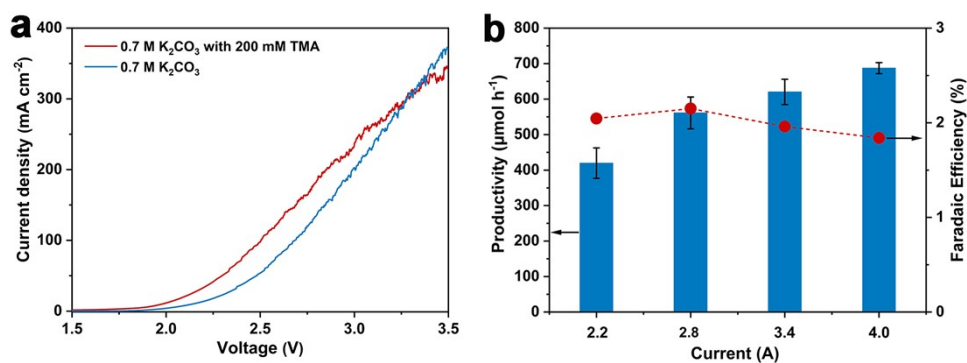 a
400
300
200
100
0
Current density (mA cm⁻²)
0.7 M K₂CO₃ with 200 mM TMA
0.7 M K₂CO₃
1.5 2.0 2.5 3.0 3.5
Voltage (V)
b
800
700
600
500
400
300
200
100
0
Productivity (μmol h⁻¹)
3
2
1
0
Faradaic Efficiency (%)
2.2 2.8 3.4 4.0
Current (A)